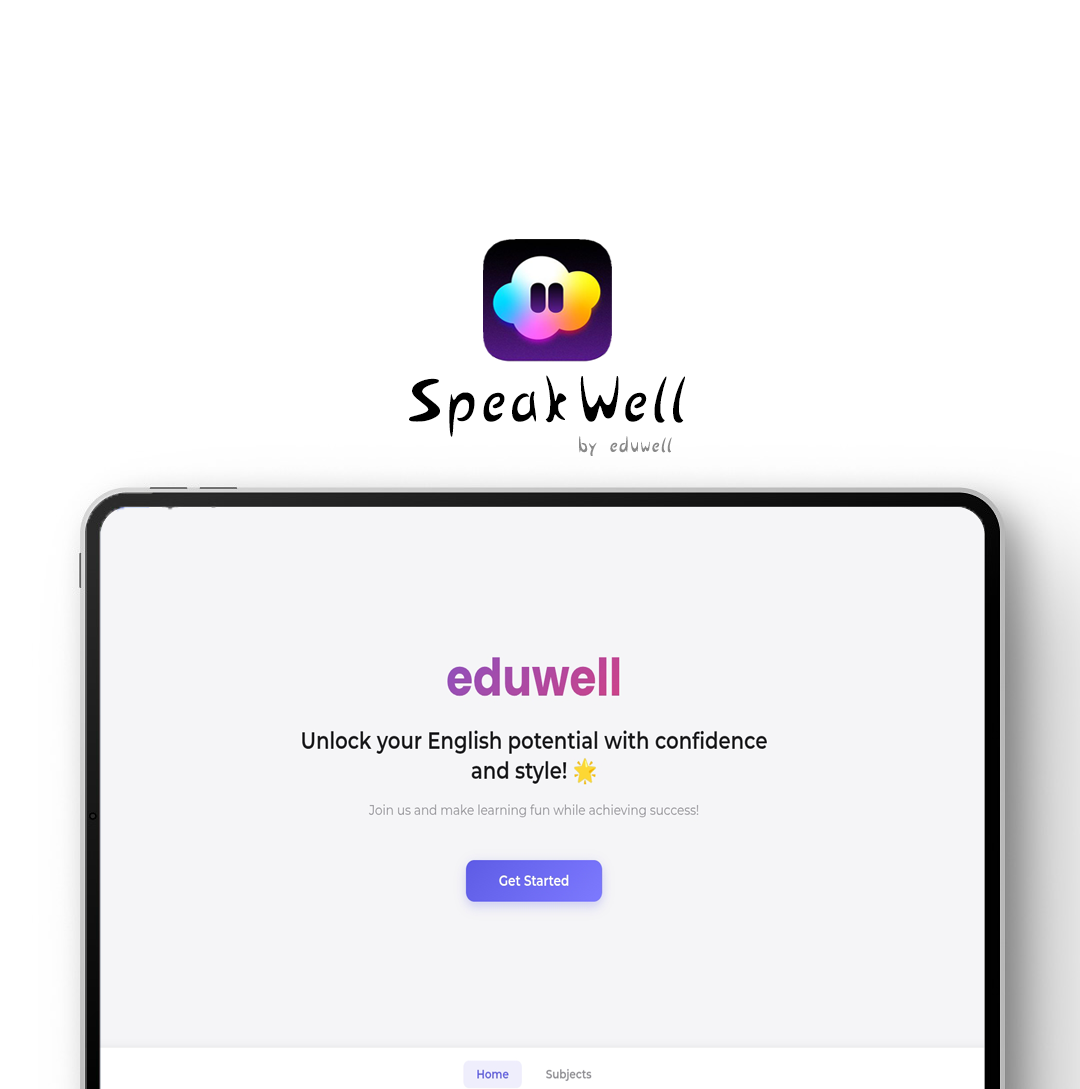 SpeakWell
by eduwell
eduwell
Unlock your English potential with confidence
and style! 🌟
Join us and make learning fun while achieving success!
Get Started
Home Subjects